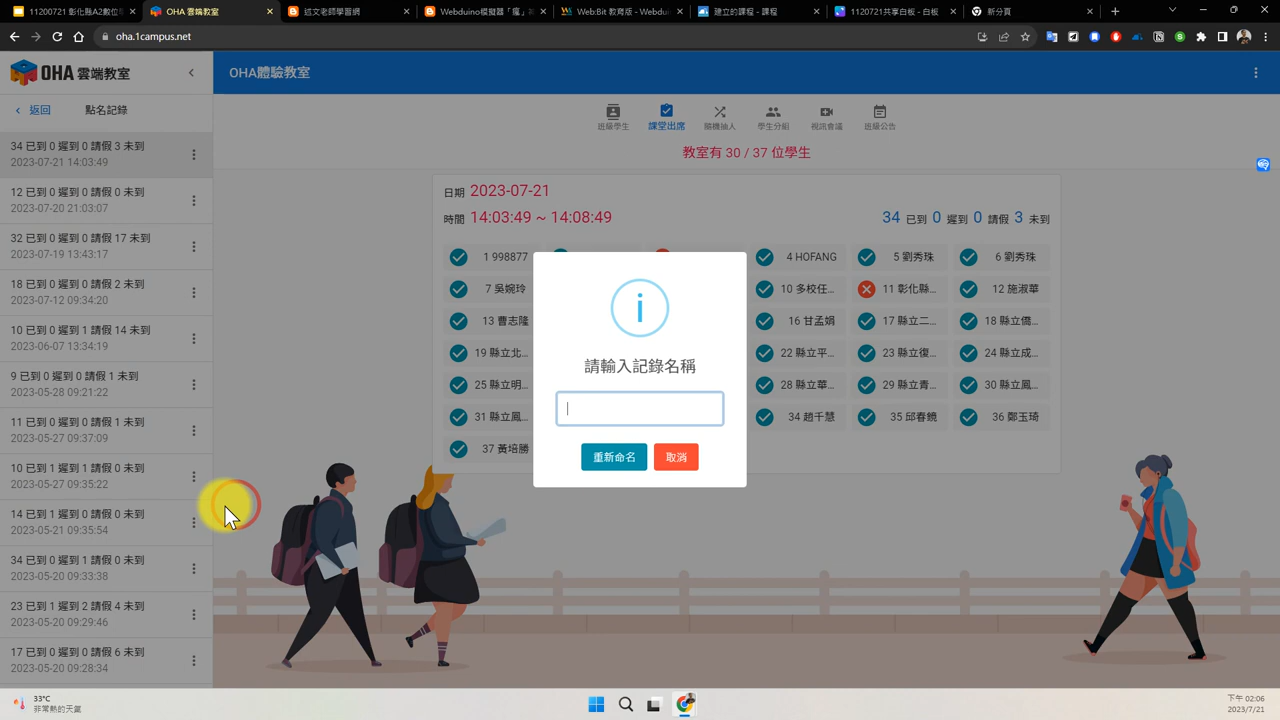 11200721 彰化縣A2數位
OHA 雲端教室
述文老師學習網
Webduino模擬器「瘋」
Web:Bit 教育版 - Webdui
建立的課程 - 課程
1120721共享白板 - 白板
新分頁
oha.1campus.net
OHA 雲端教室
返回
點名記錄
OHA體驗教室
班級學生
課堂出席
隨機抽人
學生分組
視訊會議
班級公告
教室有 30 / 37 位學生
34 已到 0 遲到 0 請假 3 未到
2023-07-21 14:03:49
12 已到 0 遲到 0 請假 0 未到
2023-07-20 21:03:07
32 已到 0 遲到 0 請假 17 未到
2023-07-19 13:43:17
18 已到 0 遲到 0 請假 2 未到
2023-07-12 09:34:20
10 已到 0 遲到 1 請假 14 未到
2023-06-07 13:34:19
9 已到 0 遲到 0 請假 1 未到
2023-05-28 09:21:22
11 已到 0 遲到 1 請假 0 未到
2023-05-27 09:37:09
10 已到 1 遲到 1 請假 0 未到
2023-05-27 09:35:22
14 已到 1 遲到 0 請假 0 未到
2023-05-21 09:35:54
34 已到 0 遲到 1 請假 0 未到
2023-05-20 09:33:38
23 已到 1 遲到 2 請假 4 未到
2023-05-20 09:29:46
17 已到 0 遲到 0 請假 6 未到
2023-05-20 09:28:34
日期 2023-07-21
時間 14:03:49 ~ 14:08:49
34 已到 0 遲到 0 請假 3 未到
1 998877
4 HOFANG
5 劉秀珠
6 劉秀珠
7 吳婉玲
10 多校任...
11 彰化縣...
12 施淑華
13 曹志隆
16 甘孟娟
17 縣立二...
18 縣立僑...
19 縣立北...
22 縣立平...
23 縣立復...
24 縣立成...
25 縣立明...
28 縣立華...
29 縣立青...
30 縣立鳳...
31 縣立鳳...
34 趙千慧
35 邱春鏡
36 鄭玉琦
37 黃培勝
請輸入記錄名稱
重新命名
取消
33°C
非常熱的天氣
下午 02:06
2023/7/21